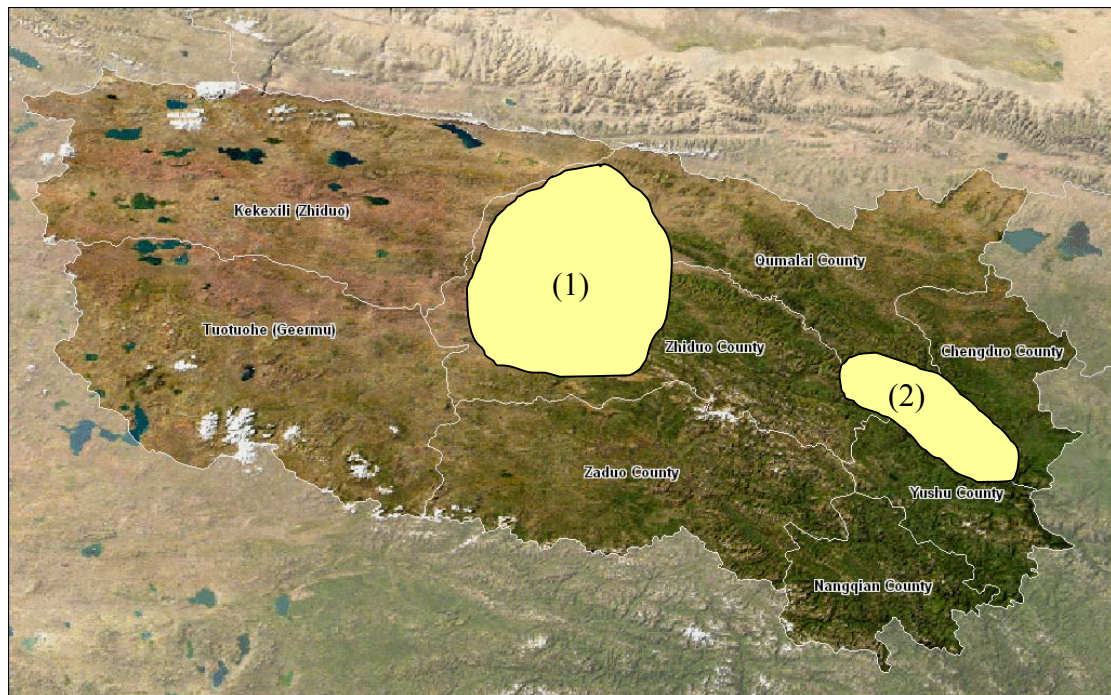 Kekexili (Zhiduo)
Qumalai County
(1)
Tuotuohe (Geermu)
Zhiduo County
Chengduo County
(2)
Zaduo County
Yushu County
Nangqian County